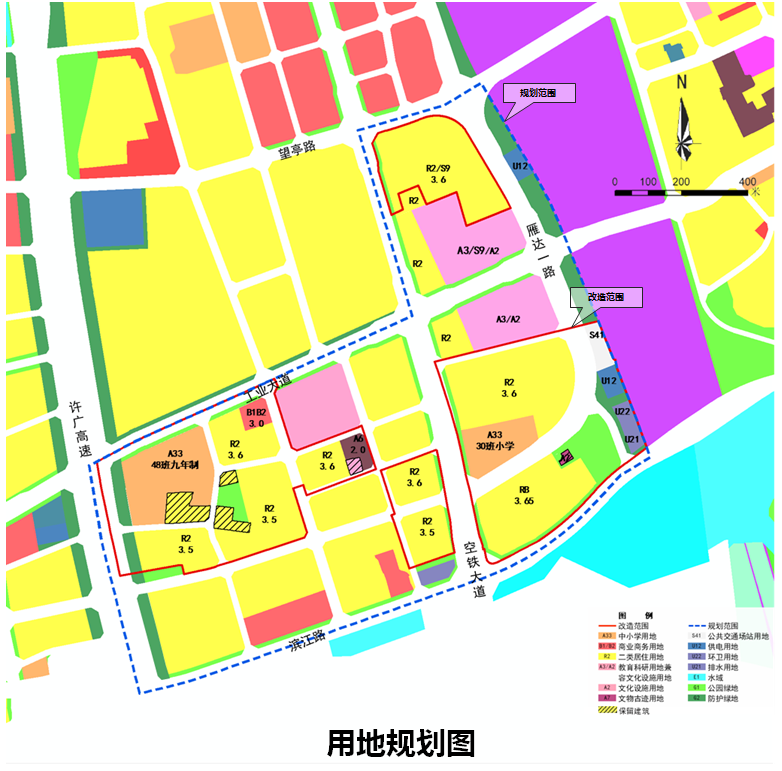 规划范围
N
望亭路
R2/S9
3.6
U12
0 100 200 400
米
R2
A3/S9/A2
雁达一路
R2
改造范围
A3/A2
S41
R2
工业大道
R2
3.6
U12
许广高速
B1B2
3.0
U22
A33
48班九年制
R2
3.6
R2
3.6
A6
2.0
A33
30班小学
U21
R2
3.6
RB
3.65
R2
3.5
R2
3.5
R2
3.5
空铁大道
滨江路
图 例
改造范围
规划范围
A33 中小学用地
S41 公共交通场站用地
B1/B2 商业商务用地
U12 供电用地
R2 二类居住用地
U22 环卫用地
A3/A2 教育科研用地兼
容文化设施用地
U21 排水用地
E1 水域
A2 文化设施用地
G1 公园绿地
A7 文物古迹用地
G2 防护绿地
保留建筑
用地规划图